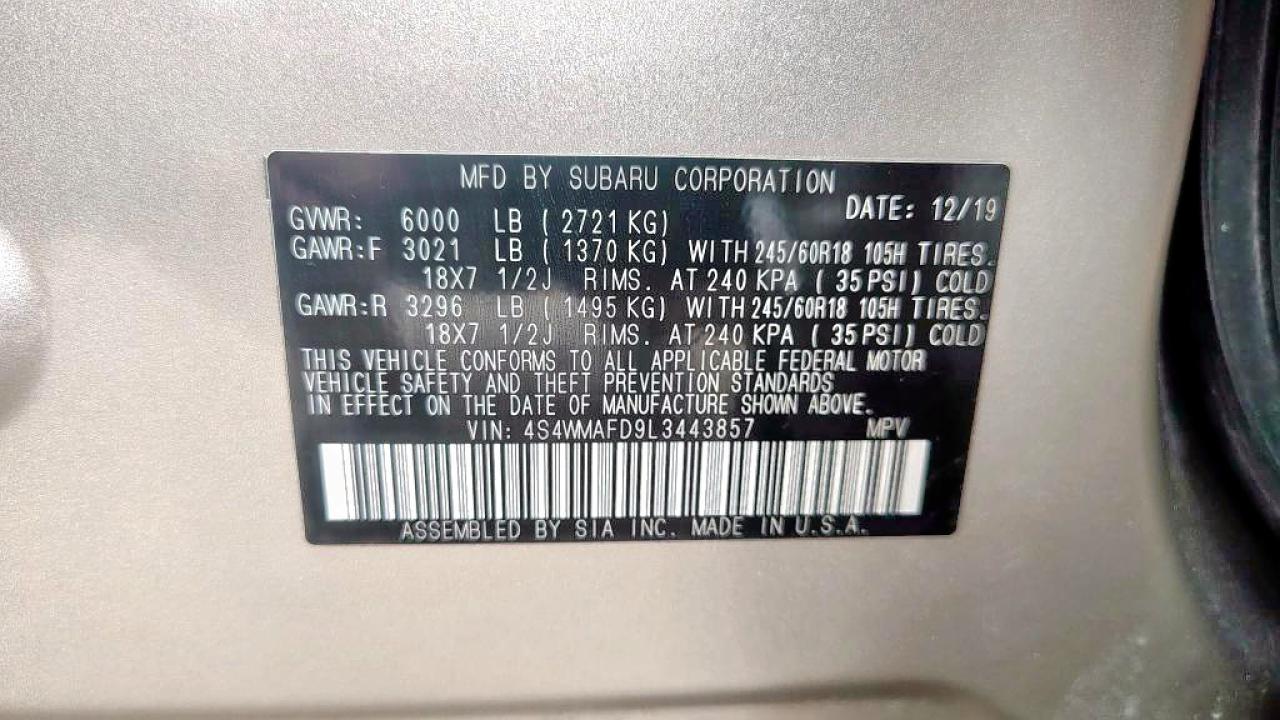 MFD BY SUBARU CORPORATION
DATE: 12/19
GVWR: 6000 LB ( 2721 KG)
GAWR:F 3021 LB ( 1370 KG) WITH 245/60R18 105H TIRES.
18X7 1/2J RIMS. AT 240 KPA ( 35 PSI) COLD
GAWR:R 3296 LB ( 1495 KG) WITH 245/60R18 105H TIRES.
18X7 1/2J RIMS. AT 240 KPA ( 35 PSI) COLD
THIS VEHICLE CONFORMS TO ALL APPLICABLE FEDERAL MOTOR
VEHICLE SAFETY AND THEFT PREVENTION STANDARDS
IN EFFECT ON THE DATE OF MANUFACTURE SHOWN ABOVE.
VIN: 4S4WMAFD9L3443857 MPV
ASSEMBLED BY SIA INC. MADE IN U.S.A.